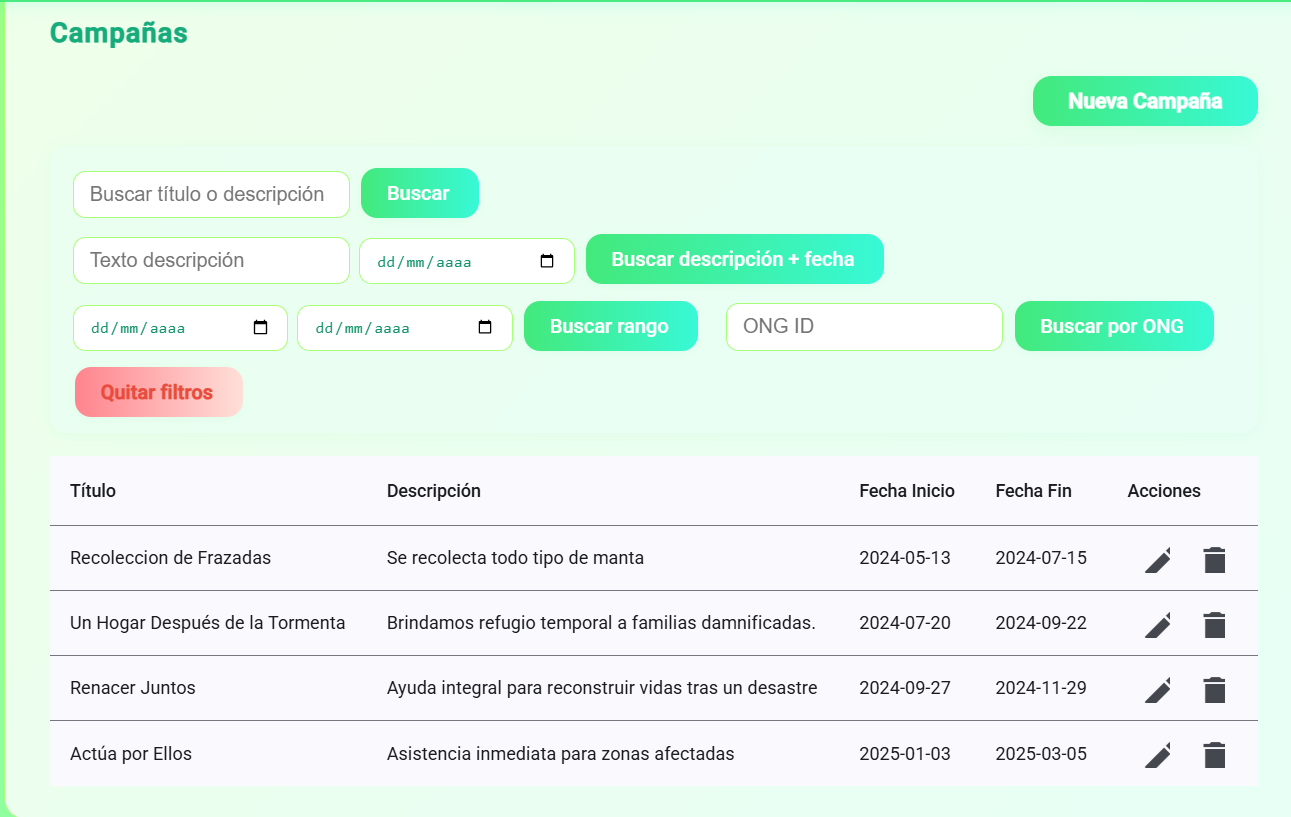 Campañas
Nueva Campaña
Buscar título o descripción Buscar
Texto descripción dd/mm/aaaa Buscar descripción + fecha
dd/mm/aaaa dd/mm/aaaa Buscar rango ONG ID Buscar por ONG
Quitar filtros
Título Descripción Fecha Inicio Fecha Fin Acciones
Recoleccion de Frazadas Se recolecta todo tipo de manta 2024-05-13 2024-07-15
Un Hogar Después de la Tormenta Brindamos refugio temporal a familias damnificadas. 2024-07-20 2024-09-22
Renacer Juntos Ayuda integral para reconstruir vidas tras un desastre 2024-09-27 2024-11-29
Actúa por Ellos Asistencia inmediata para zonas afectadas 2025-01-03 2025-03-05